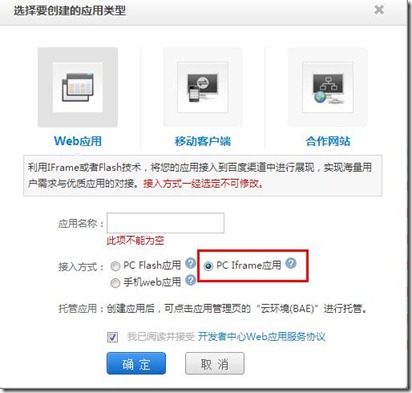 选择要创建的应用类型
Web应用
移动客户端
合作网站
利用IFrame或者Flash技术，将您的应用接入到百度渠道中进行展现，实现海量用
户需求与优质应用的对接。接入方式一经选定不可修改。
应用名称：
此项不能为空
接入方式： PC Flash应用 ? PC Iframe应用 ?
手机web应用 ?
托管应用：创建应用后，可点击应用管理页的“云环境(BAE)”进行托管。
我已阅读并接受 开发者中心Web应用服务协议
确 定 取 消